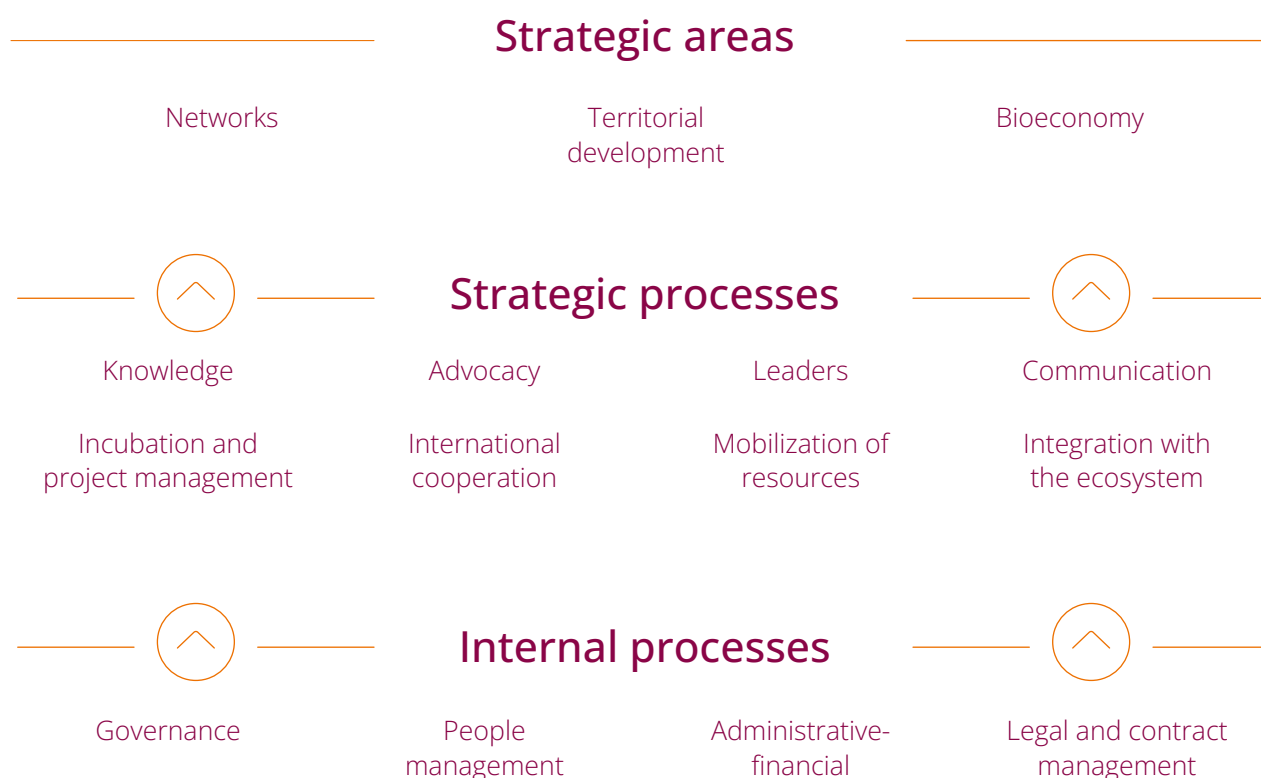 Strategic areas
Networks
Territorial
development
Bioeconomy
Strategic processes
Knowledge
Advocacy
Leaders
Communication
Incubation and
project management
International
cooperation
Mobilization of
resources
Integration with
the ecosystem
Internal processes
Governance
People
management
Administrative-
financial
Legal and contract
management